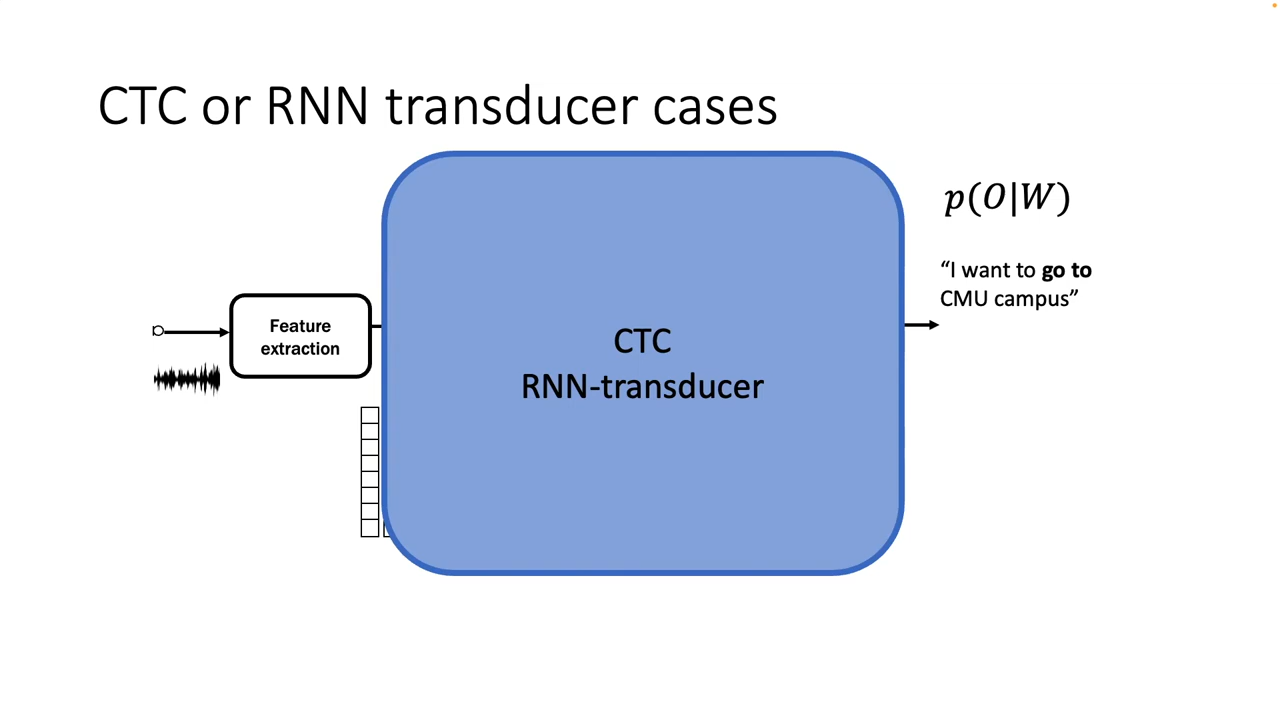 CTC or RNN transducer cases
p(O|W)
“I want to go to
CMU campus”
Feature
extraction
CTC
RNN-transducer